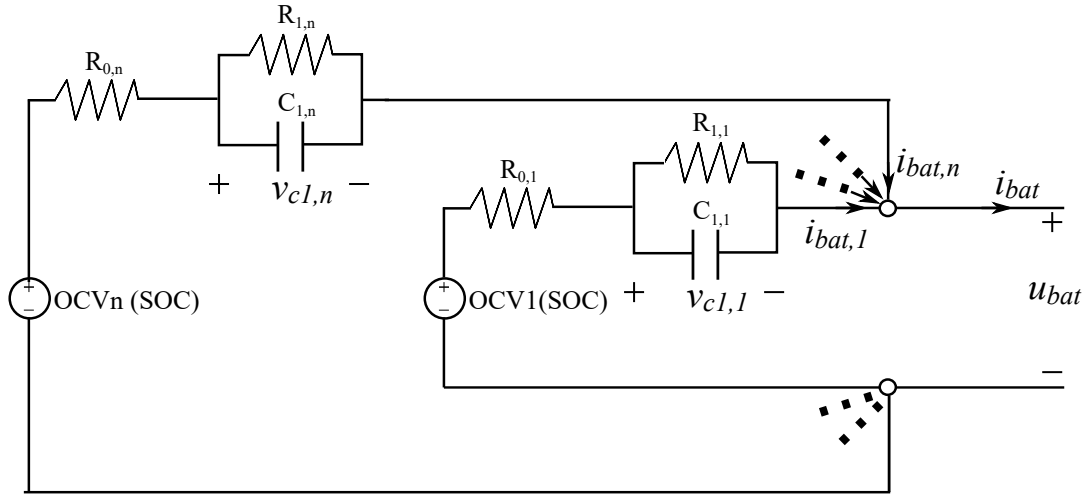 R1,n
R0,n
C1,n
+ vc1,n −
ibat,n
R1,1
R0,1
ibat
C1,1
ibat,1
+
+
−
OCVn (SOC)
+
−
OCV1(SOC)
+ vc1,1 −
ubat
−